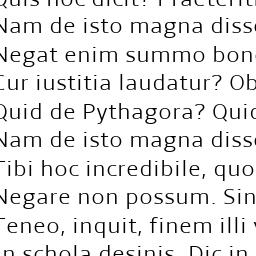 Quis hoc dicit? Praeteriti
Nam de isto magna disse
Negat enim summo bono
Cur iustitia laudatur? Ob
Quid de Pythagora? Quid
Nam de isto magna disse
Tibi hoc incredibile, quo
Negare non possum. Sin
Teneo, inquit, finem illi v
In schola desinis. Dic in